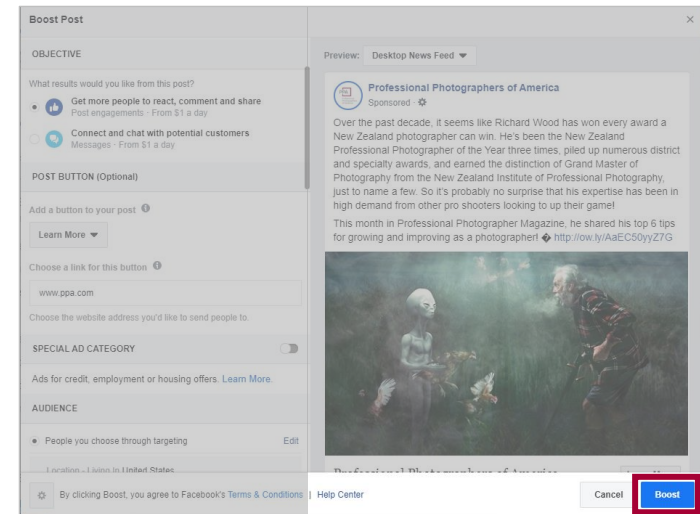 Boost Post
OBJECTIVE
What results would you like from this post?
Get more people to react, comment and share
Post engagements - From $1 a day
Connect and chat with potential customers
Messages - From $1 a day
POST BUTTON (Optional)
Add a button to your post
Learn More
Choose a link for this button
www.ppa.com
Choose the website address you'd like to send people to
SPECIAL AD CATEGORY
Ads for credit, employment or housing offers. Learn More.
AUDIENCE
People you choose through targeting Edit
Location - Living In United States
Preview: Desktop News Feed
Professional Photographers of America
Sponsored ·
Over the past decade, it seems like Richard Wood has won every award a
New Zealand photographer can win. He's been the New Zealand
Professional Photographer of the Year three times, piled up numerous district
and specialty awards, and earned the distinction of Grand Master of
Photography from the New Zealand Institute of Professional Photography,
just to name a few. So it's probably no surprise that his expertise has been in
high demand from other pro shooters looking to up their game!
This month in Professional Photographer Magazine, he shared his top 6 tips
for growing and improving as a photographer! � http://ow.ly/AaEC50yyZ7G
Professional Photographers of America
By clicking Boost, you agree to Facebook's Terms & Conditions | Help Center
Cancel
Boost